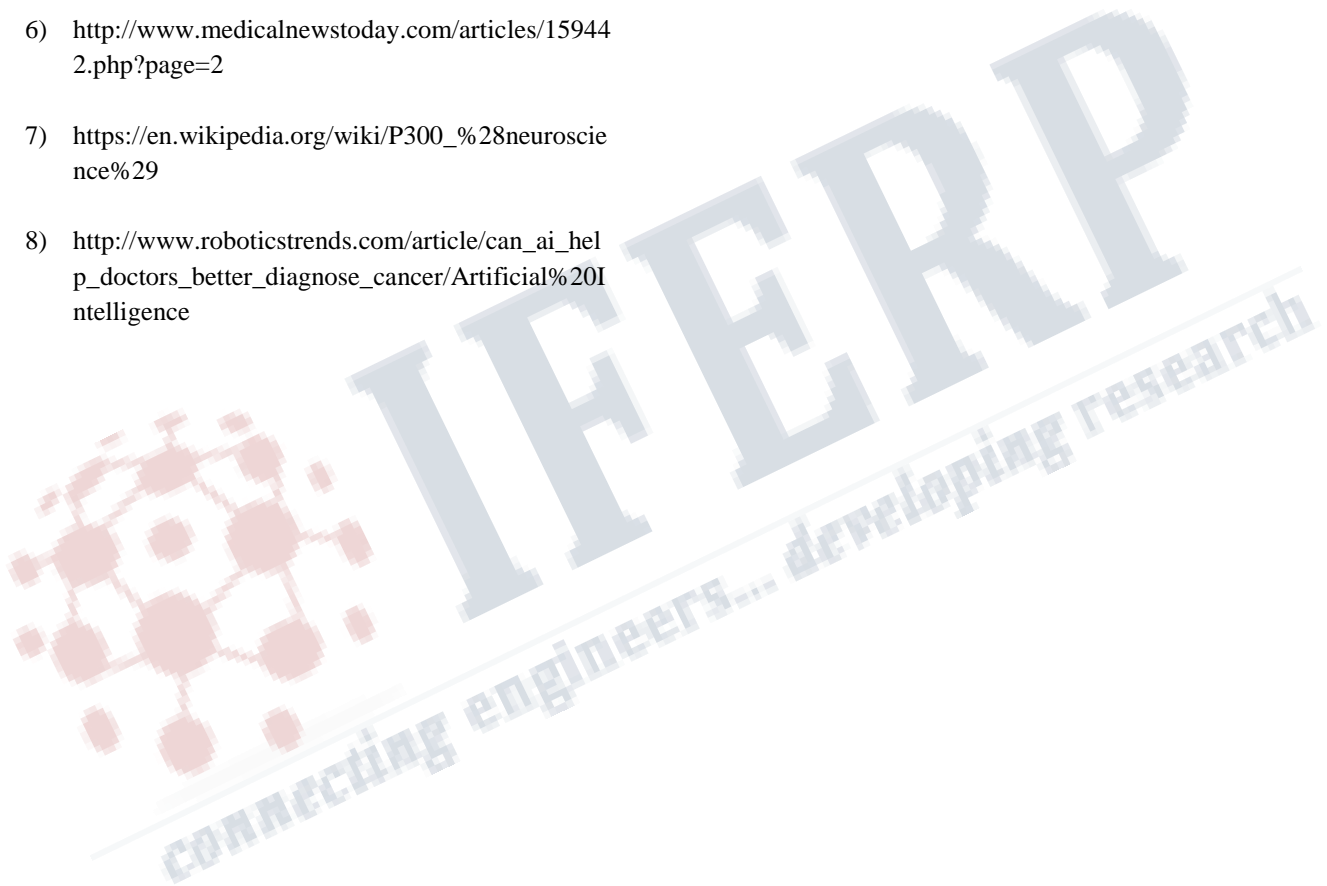 6) http://www.medicalnewstoday.com/articles/15944
2.php?page=2
7) https://en.wikipedia.org/wiki/P300_%28neuroscie
nce%29
8) http://www.roboticstrends.com/article/can_ai_hel
p_doctors_better_diagnose_cancer/Artificial%20I
ntelligence
IFERP
connecting engineers... developing research